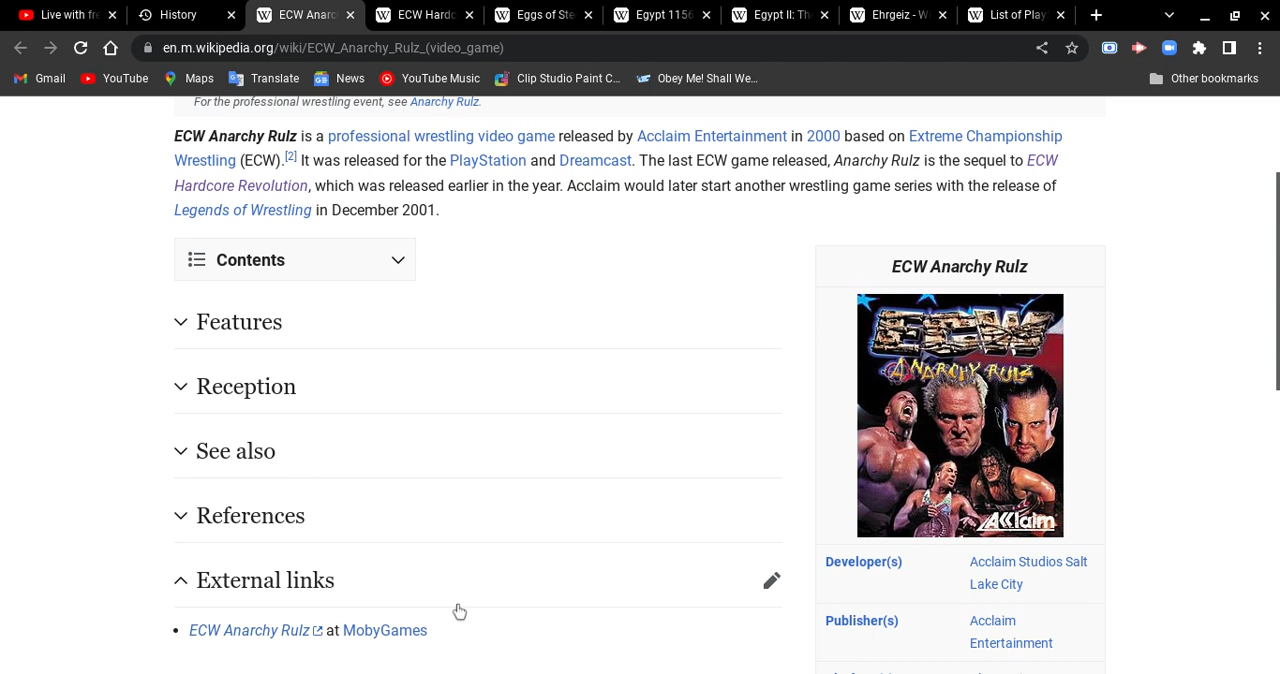 Live with fr
History
ECW Anarc
ECW Hardc
Eggs of Ste
Egypt 1156
Egypt II: Th
Ehrgeiz - W
List of Play
en.m.wikipedia.org/wiki/ECW_Anarchy_Rulz_(video_game)
Gmail
YouTube
Maps
Translate
News
YouTube Music
Clip Studio Paint C...
Obey Me! Shall We...
Other bookmarks
For the professional wrestling event, see Anarchy Rulz.
ECW Anarchy Rulz is a professional wrestling video game released by Acclaim Entertainment in 2000 based on Extreme Championship
Wrestling (ECW).[2] It was released for the PlayStation and Dreamcast. The last ECW game released, Anarchy Rulz is the sequel to ECW
Hardcore Revolution, which was released earlier in the year. Acclaim would later start another wrestling game series with the release of
Legends of Wrestling in December 2001.
Contents
Features
Reception
See also
References
External links
ECW Anarchy Rulz at MobyGames
ECW Anarchy Rulz
ECW
ANARCHY RULZ
AKlaim
Developer(s)
Acclaim Studios Salt
Lake City
Publisher(s)
Acclaim
Entertainment